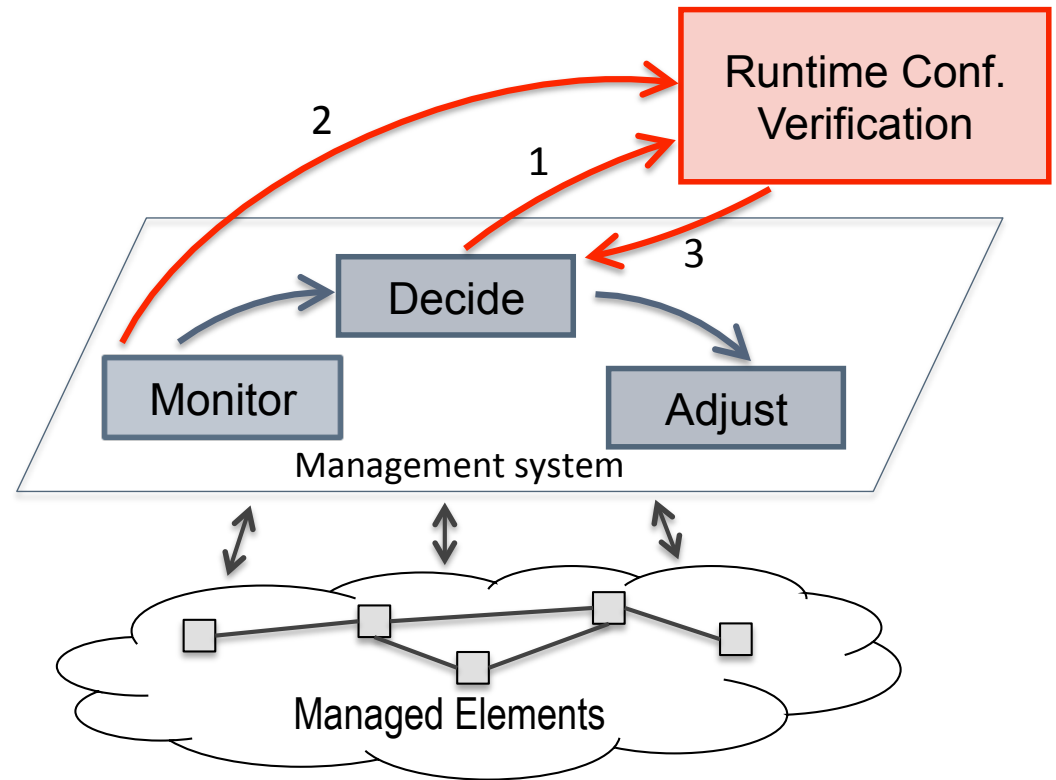 Runtime Conf.
Verification
2
1
3
Decide
Monitor
Adjust
Management system
Managed Elements